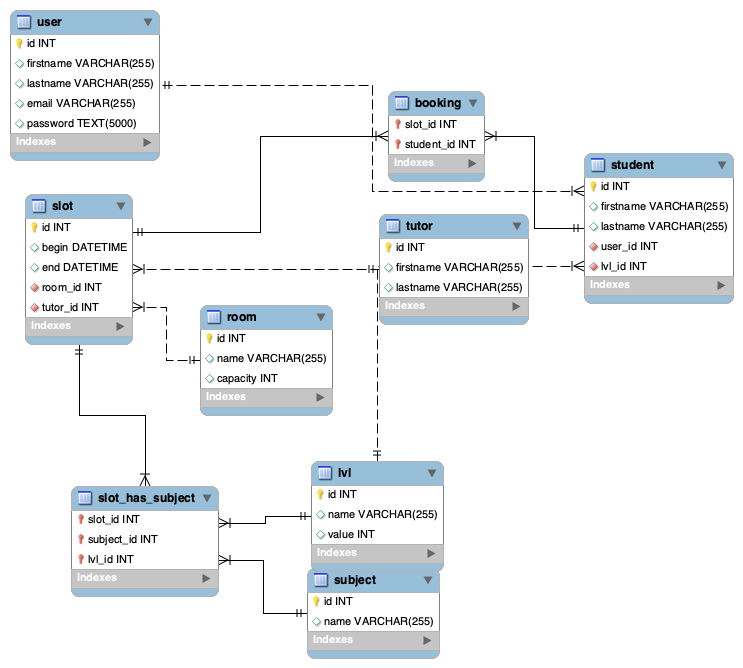 user
id INT
firstname VARCHAR(255)
lastname VARCHAR(255)
email VARCHAR(255)
password TEXT(5000)
Indexes
booking
slot_id INT
student_id INT
Indexes
student
id INT
firstname VARCHAR(255)
lastname VARCHAR(255)
user_id INT
lvl_id INT
Indexes
slot
id INT
begin DATETIME
end DATETIME
room_id INT
tutor_id INT
Indexes
tutor
id INT
firstname VARCHAR(255)
lastname VARCHAR(255)
Indexes
room
id INT
name VARCHAR(255)
capacity INT
Indexes
slot_has_subject
slot_id INT
subject_id INT
lvl_id INT
Indexes
lvl
id INT
name VARCHAR(255)
value INT
Indexes
subject
id INT
name VARCHAR(255)
Indexes